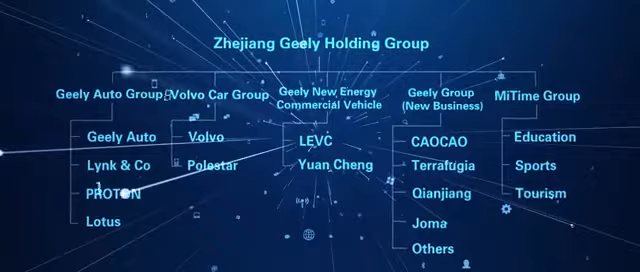 Zhejiang Geely Holding Group
Geely Auto Group
Volvo Car Group
Geely New Energy
Commercial Vehicle
Geely Group
(New Business)
MiTime Group
Geely Auto
Lynk & Co
PROTON
Lotus
Volvo
Polestar
LEVC
Yuan Cheng
CAOCAO
Terrafugia
Qianjiang
Joma
Others
Education
Sports
Tourism